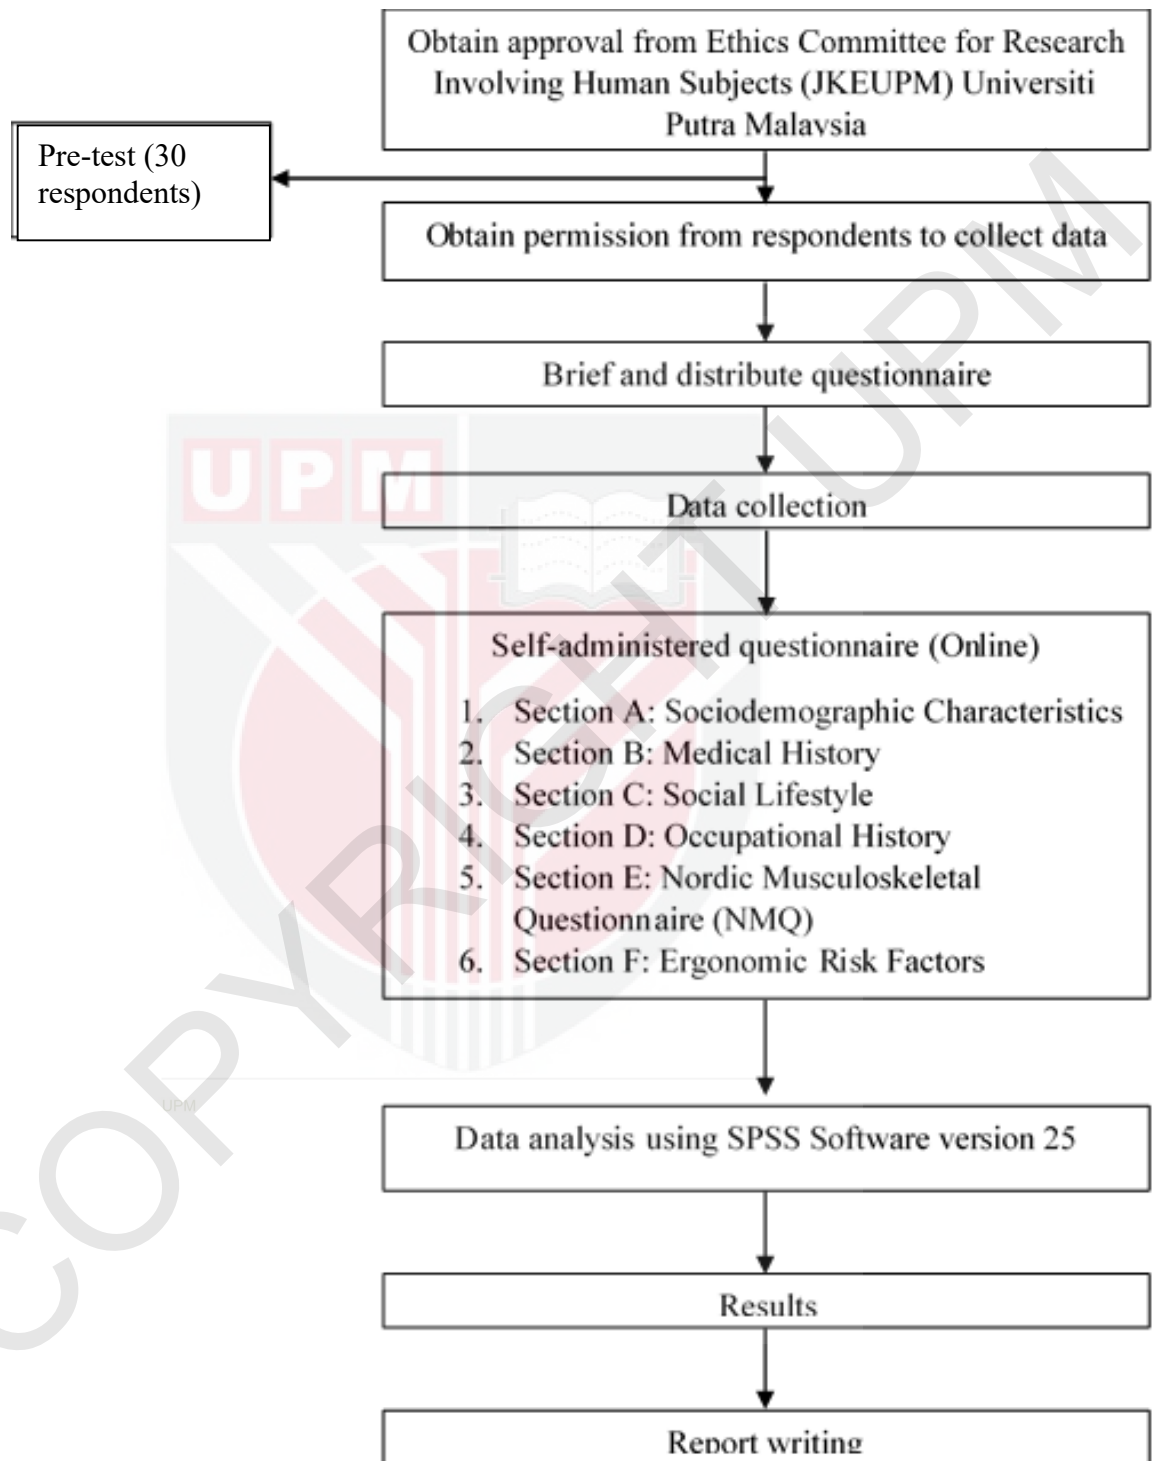 Obtain approval from Ethics Committee for Research
Involving Human Subjects (JKEUPM) Universiti
Putra Malaysia
Pre-test (30
respondents)
Obtain permission from respondents to collect data
Brief and distribute questionnaire
UPM
Data collection
Self-administered questionnaire (Online)
1. Section A: Sociodemographic Characteristics
2. Section B: Medical History
3. Section C: Social Lifestyle
4. Section D: Occupational History
5. Section E: Nordic Musculoskeletal
Questionnaire (NMQ)
6. Section F: Ergonomic Risk Factors
UPM
Data analysis using SPSS Software version 25
Results
Report writing
COPYRIGHT UPM